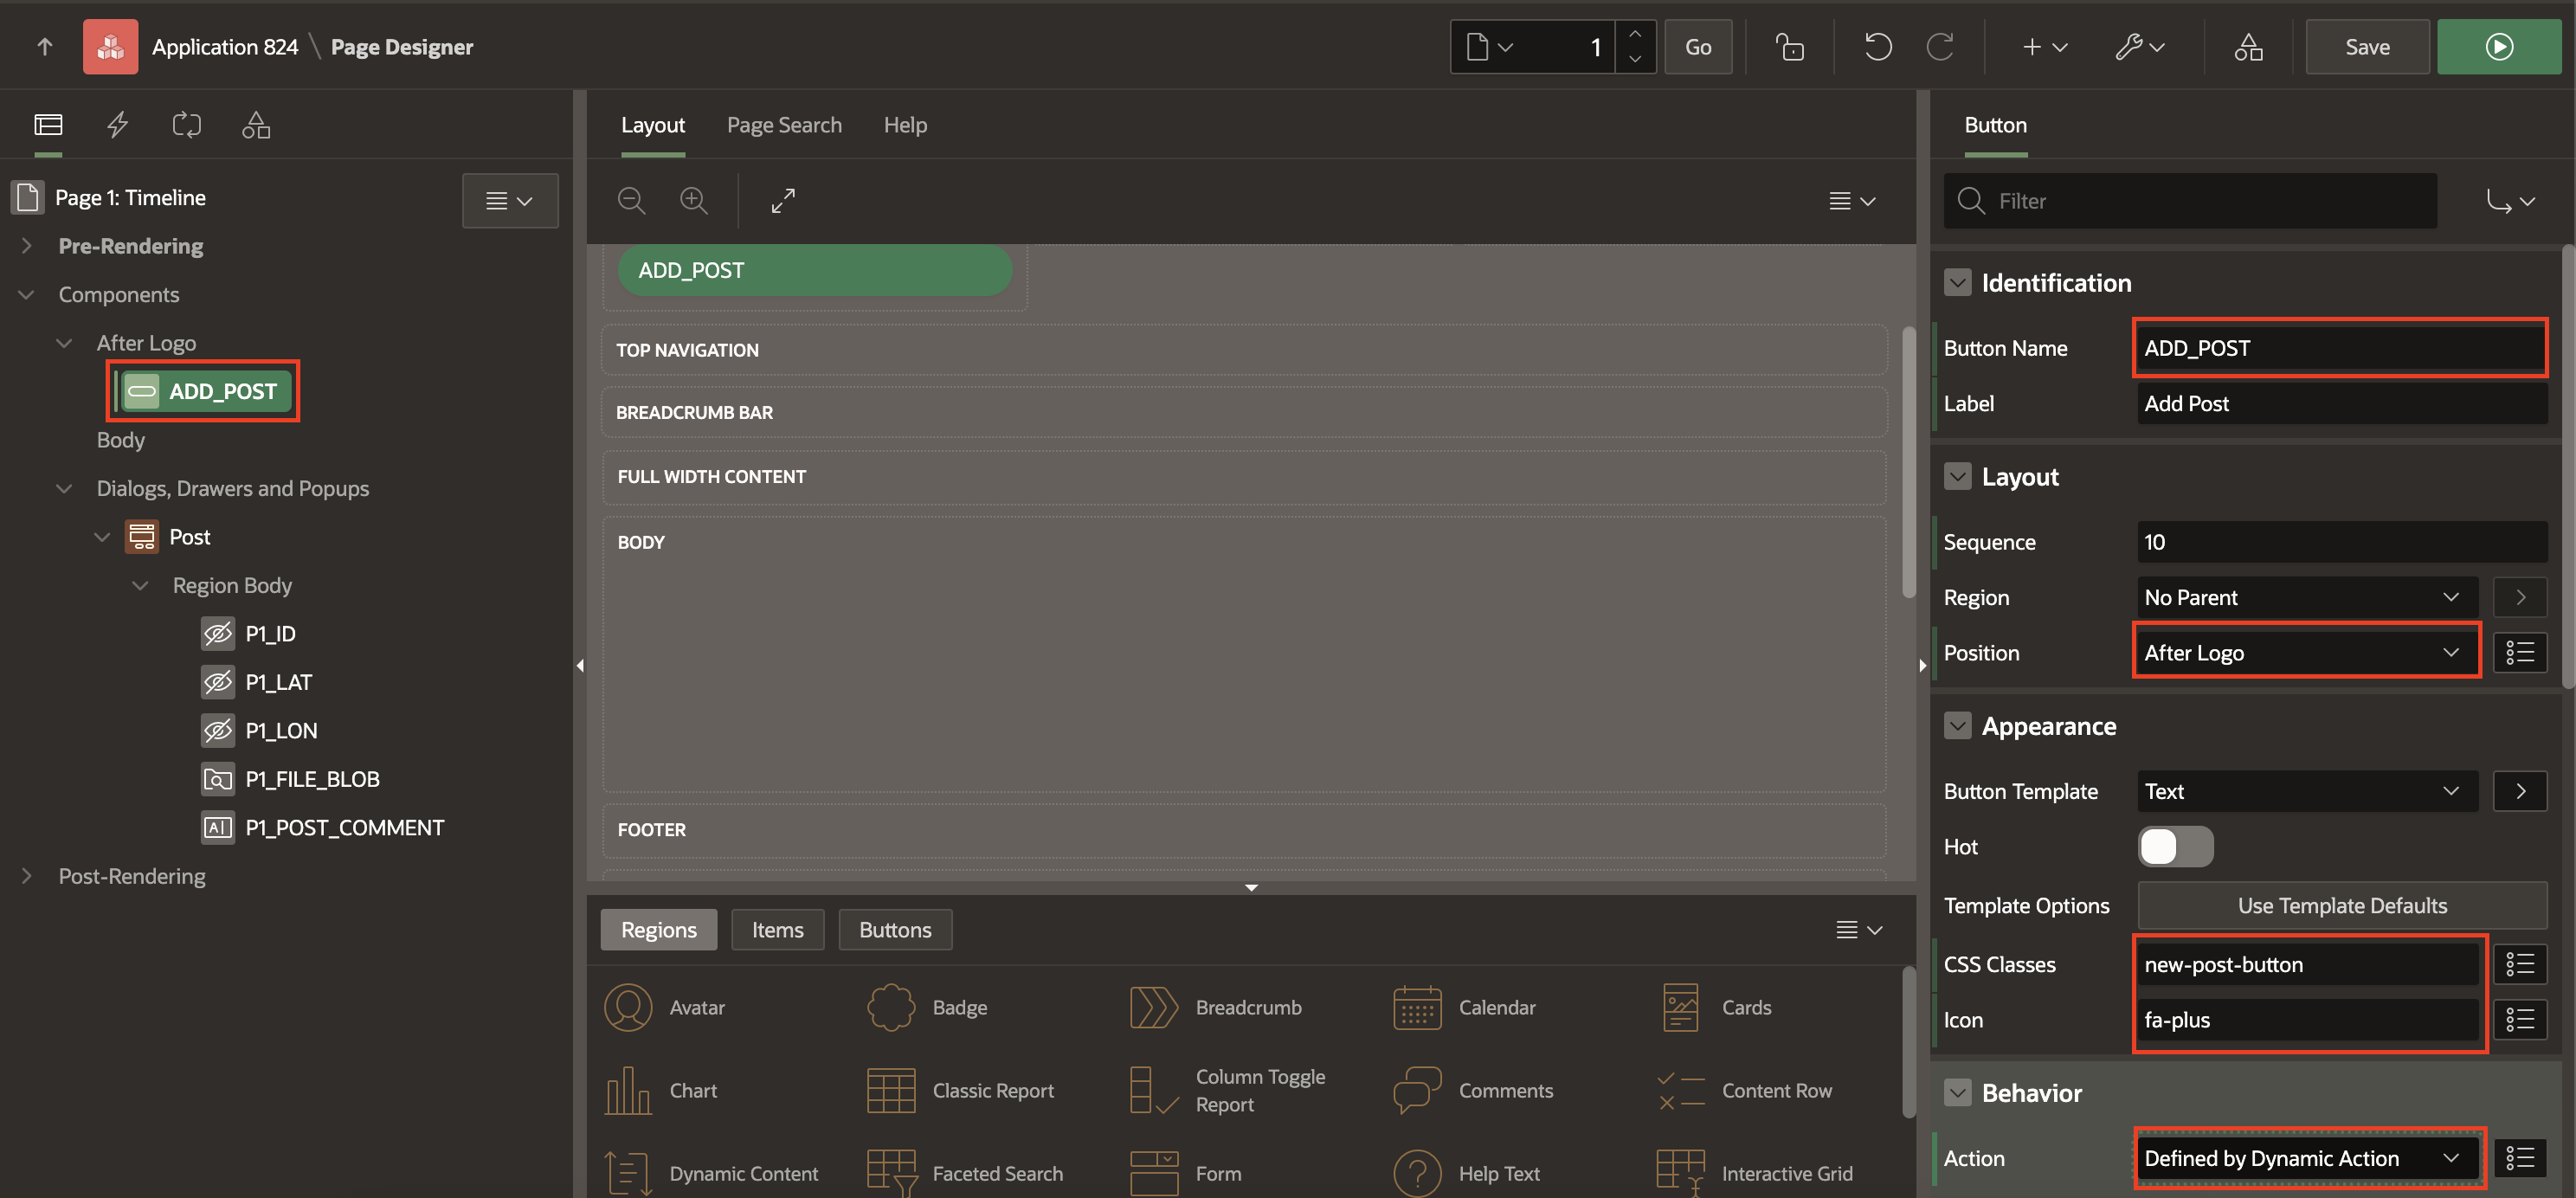 Application 824 \ Page Designer
1
Go
Save
Page 1: Timeline
Pre-Rendering
Components
After Logo
ADD_POST
Body
Dialogs, Drawers and Popups
Post
Region Body
P1_ID
P1_LAT
P1_LON
P1_FILE_BLOB
P1_POST_COMMENT
Post-Rendering
Layout
Page Search
Help
ADD_POST
TOP NAVIGATION
BREADCRUMB BAR
FULL WIDTH CONTENT
BODY
FOOTER
Regions
Items
Buttons
Avatar
Badge
Breadcrumb
Calendar
Cards
Chart
Classic Report
Column Toggle
Report
Comments
Content Row
Dynamic Content
Faceted Search
Form
Help Text
Interactive Grid
Button
Filter
Identification
Button Name ADD_POST
Label Add Post
Layout
Sequence 10
Region No Parent
Position After Logo
Appearance
Button Template Text
Hot
Template Options Use Template Defaults
CSS Classes new-post-button
Icon fa-plus
Behavior
Action Defined by Dynamic Action